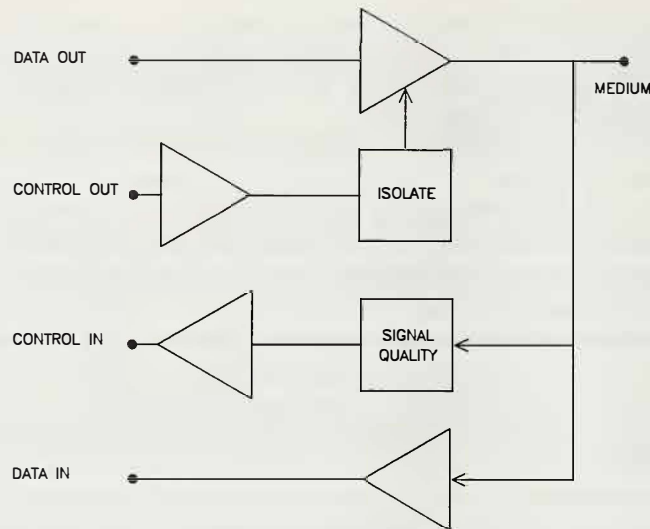 DATA OUT
MEDIUM
CONTROL OUT
ISOLATE
CONTROL IN
SIGNAL
QUALITY
DATA IN